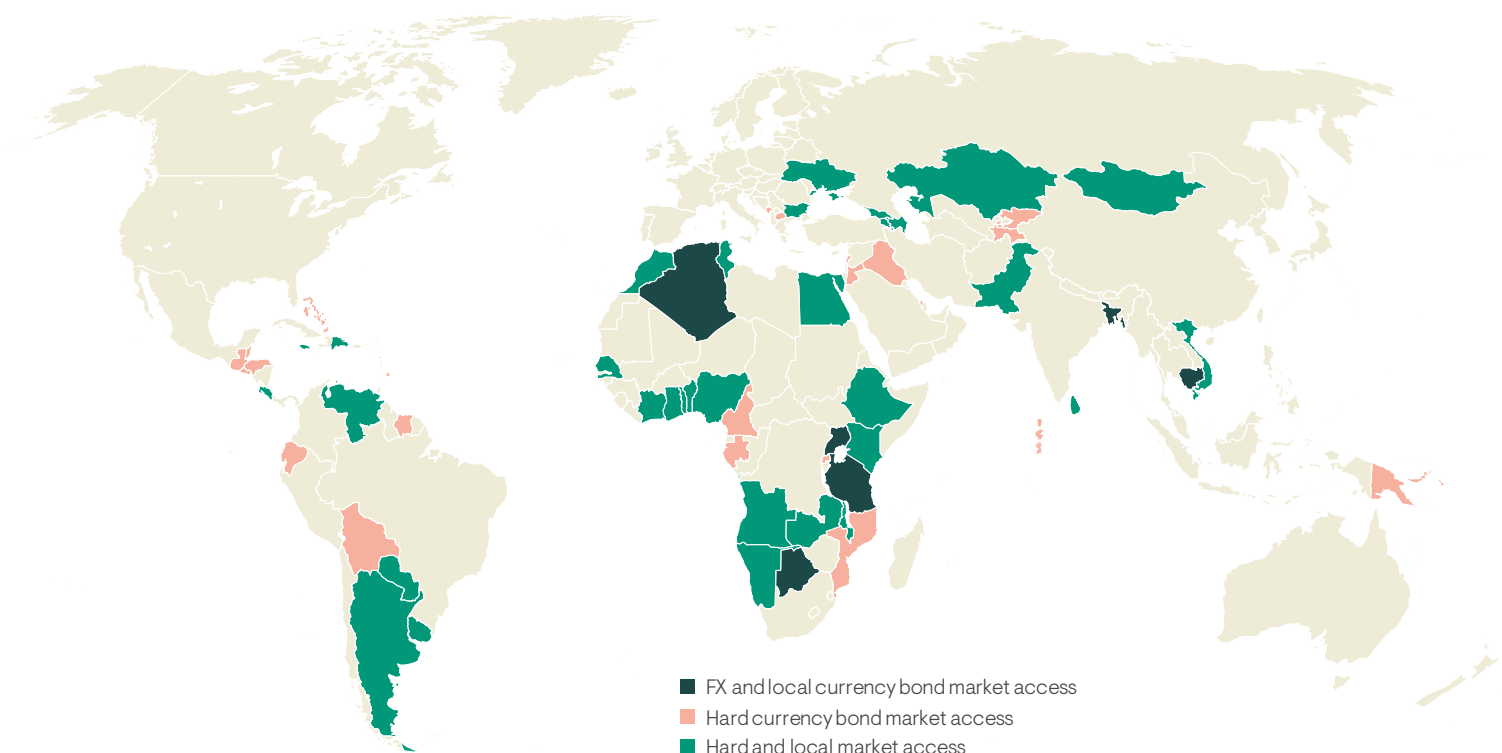 FX and local currency bond market access
Hard currency bond market access
Hard and local market access